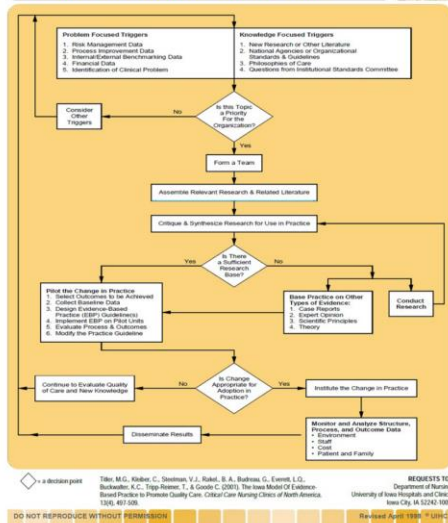 Problem Focused Triggers
1. Risk Management Data
2. Process Improvement Data
3. Internal/External Benchmarking Data
4. Financial Data
5. Identification of Clinical Problem
Knowledge Focused Triggers
1. New Research or Other Literature
2. National Agencies or Organizational
Standards & Guidelines
3. Philosophies of Care
4. Questions from Institutional Standards Committee
Consider
Other
Triggers
No
Is this Topic
a Priority
For the
Organization?
Yes
Form a Team
Assemble Relevant Research & Related Literature
Critique & Synthesize Research for Use in Practice
Yes
Is There
a Sufficient
Research
Base?
No
Pilot the Change in Practice
1. Select Outcomes to be Achieved
2. Collect Baseline Data
3. Design Evidence-Based
Practice (EBP) Guideline(s)
4. Implement EBP on Pilot Units
5. Evaluate Process & Outcomes
6. Modify the Practice Guideline
Base Practice on Other
Types of Evidence:
1. Case Reports
2. Expert Opinion
3. Scientific Principles
4. Theory
Conduct
Research
Continue to Evaluate Quality
of Care and New Knowledge
No
Is Change
Appropriate for
Adoption in
Practice?
Yes
Institute the Change in Practice
Disseminate Results
Monitor and Analyze Structure,
Process, and Outcome Data
• Environment
• Staff
• Cost
• Patient and Family
= a decision point
Titler, M.G., Kleiber, C., Steelman, V.J., Rakel, B. A., Budreau, G., Everett, L.Q.,
Buckwalter, K.C., Tripp-Reimer, T., & Goode C. (2001). The Iowa Model Of Evidence-
Based Practice to Promote Quality Care. Critical Care Nursing Clinics of North America,
13(4), 497-509.
REQUESTS TO
Department of Nursing
University of Iowa Hospitals and Clinics
Iowa City, IA 52242-
DO NOT REPRODUCE WITHOUT PERMISSION
Revised April 1998 © UIHC